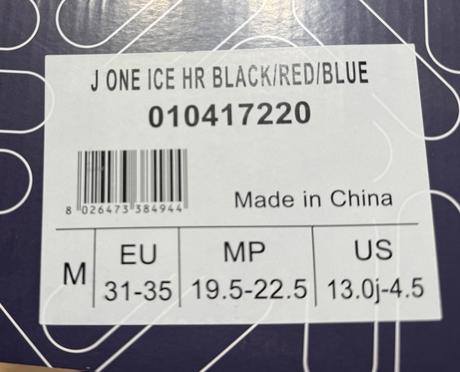 J ONE ICE HR BLACK/RED/BLUE
010417220
8 026473 384944
Made in China
M EU MP US
31-35 19.5-22.5 13.0j-4.5